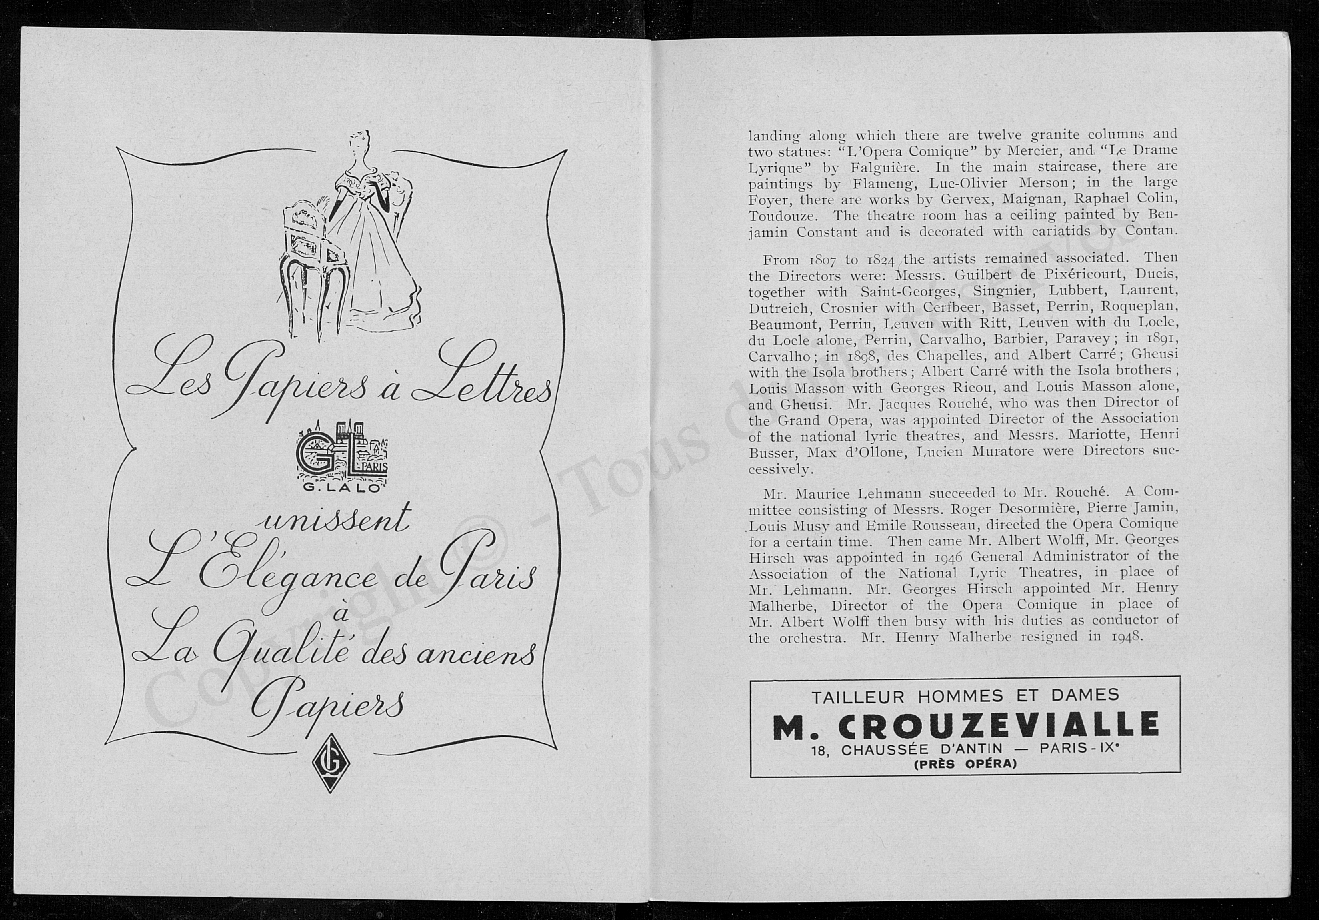 Les Papiers à Lettres
GL
PARIS
G. LALO
unissent
L'Élégance de Paris
à
La Qualité des anciens
Papiers
GL
landing along which there are twelve granite columns and
two statues: "L'Opera Comique" by Mercier, and "Le Drame
Lyrique" by Falguière. In the main staircase, there are
paintings by Flameng, Luc-Olivier Merson; in the large
Foyer, there are works by Gervex, Maignan, Raphael Colin,
Toudouze. The theatre room has a ceiling painted by Ben-
jamin Constant and is decorated with cariatids by Contan.
From 1807 to 1824 the artists remained associated. Then
the Directors were: Messrs. Guilbert de Pixéricourt, Ducis,
together with Saint-Georges, Singnier, Lubbert, Laurent,
Dutreich, Crosnier with Cerfbeer, Basset, Perrin, Roqueplan,
Beaumont, Perrin, Leuven with Ritt, Leuven with du Locle,
du Locle alone, Perrin, Carvalho, Barbier, Paravey; in 1891,
Carvalho; in 1898, des Chapelles, and Albert Carré; Gheusi
with the Isola brothers; Albert Carré with the Isola brothers,
Louis Masson with Georges Ricou, and Louis Masson alone,
and Gheusi. Mr. Jacques Rouché, who was then Director of
the Grand Opera, was appointed Director of the Association
of the national lyric theatres, and Messrs. Mariotte, Henri
Busser, Max d'Ollone, Lucien Muratore were Directors suc-
cessively.
Mr. Maurice Lehmann succeeded to Mr. Rouché. A Com-
mittee consisting of Messrs. Roger Desormière, Pierre Jamin,
Louis Musy and Emile Rousseau, directed the Opera Comique
for a certain time. Then came Mr. Albert Wolff, Mr. Georges
Hirsch was appointed in 1946 General Administrator of the
Association of the National Lyric Theatres, in place of
Mr. Lehmann. Mr. Georges Hirsch appointed Mr. Henry
Malherbe, Director of the Opera Comique in place of
Mr. Albert Wolff then busy with his duties as conductor of
the orchestra. Mr. Henry Malherbe resigned in 1948.
TAILLEUR HOMMES ET DAMES
M. CROUZEVIALLE
18, CHAUSSÉE D'ANTIN — PARIS-IXe
(PRÈS OPÉRA)
Copyright © - Tous droits réservés